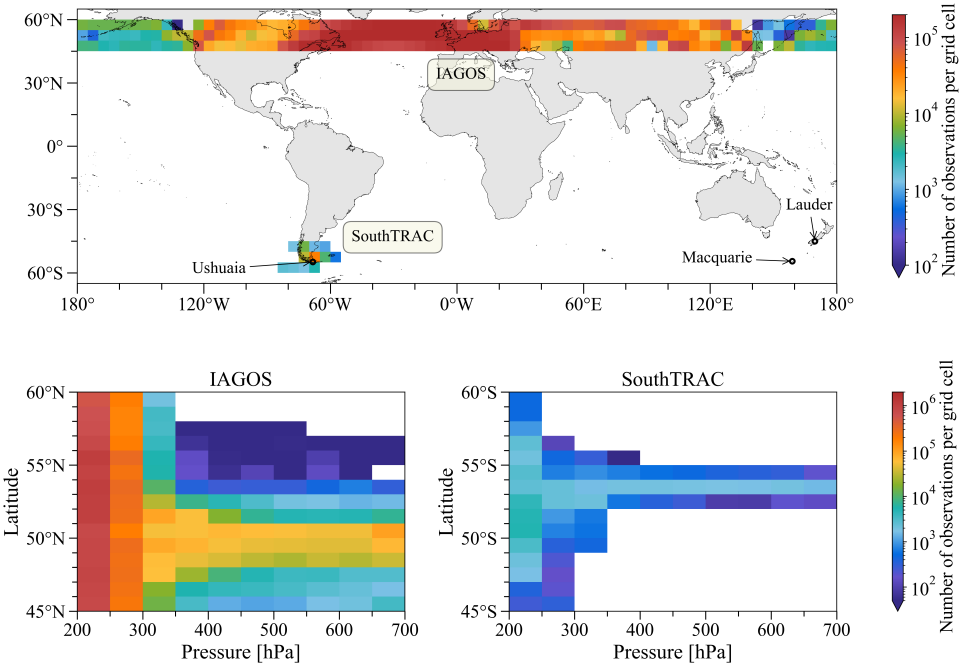 60°N
30°N
0°
30°S
60°S
180°
120°W
60°W
0°W
60°E
120°E
180°
IAGOS
SouthTRAC
Ushuaia
Lauder
Macquarie
10^5
10^4
10^3
10^2
Number of observations per grid cell
IAGOS
60°N
55°N
50°N
45°N
Latitude
200
300
400
500
600
700
Pressure [hPa]
SouthTRAC
60°S
55°S
50°S
45°S
200
300
400
500
600
700
Pressure [hPa]
10^6
10^5
10^4
10^3
10^2
Number of observations per grid cell